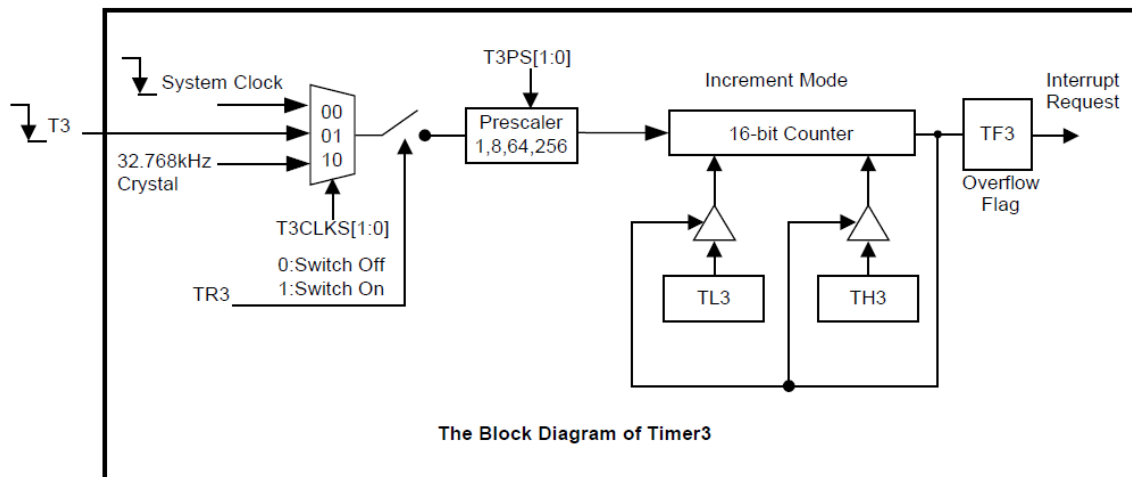 T3PS[1:0]
System Clock
Increment Mode
Interrupt
Request
T3
00
01
10
Prescaler
1,8,64,256
16-bit Counter
TF3
32.768kHz
Crystal
Overflow
Flag
T3CLKS[1:0]
0:Switch Off
1:Switch On
TR3
TL3
TH3
The Block Diagram of Timer3